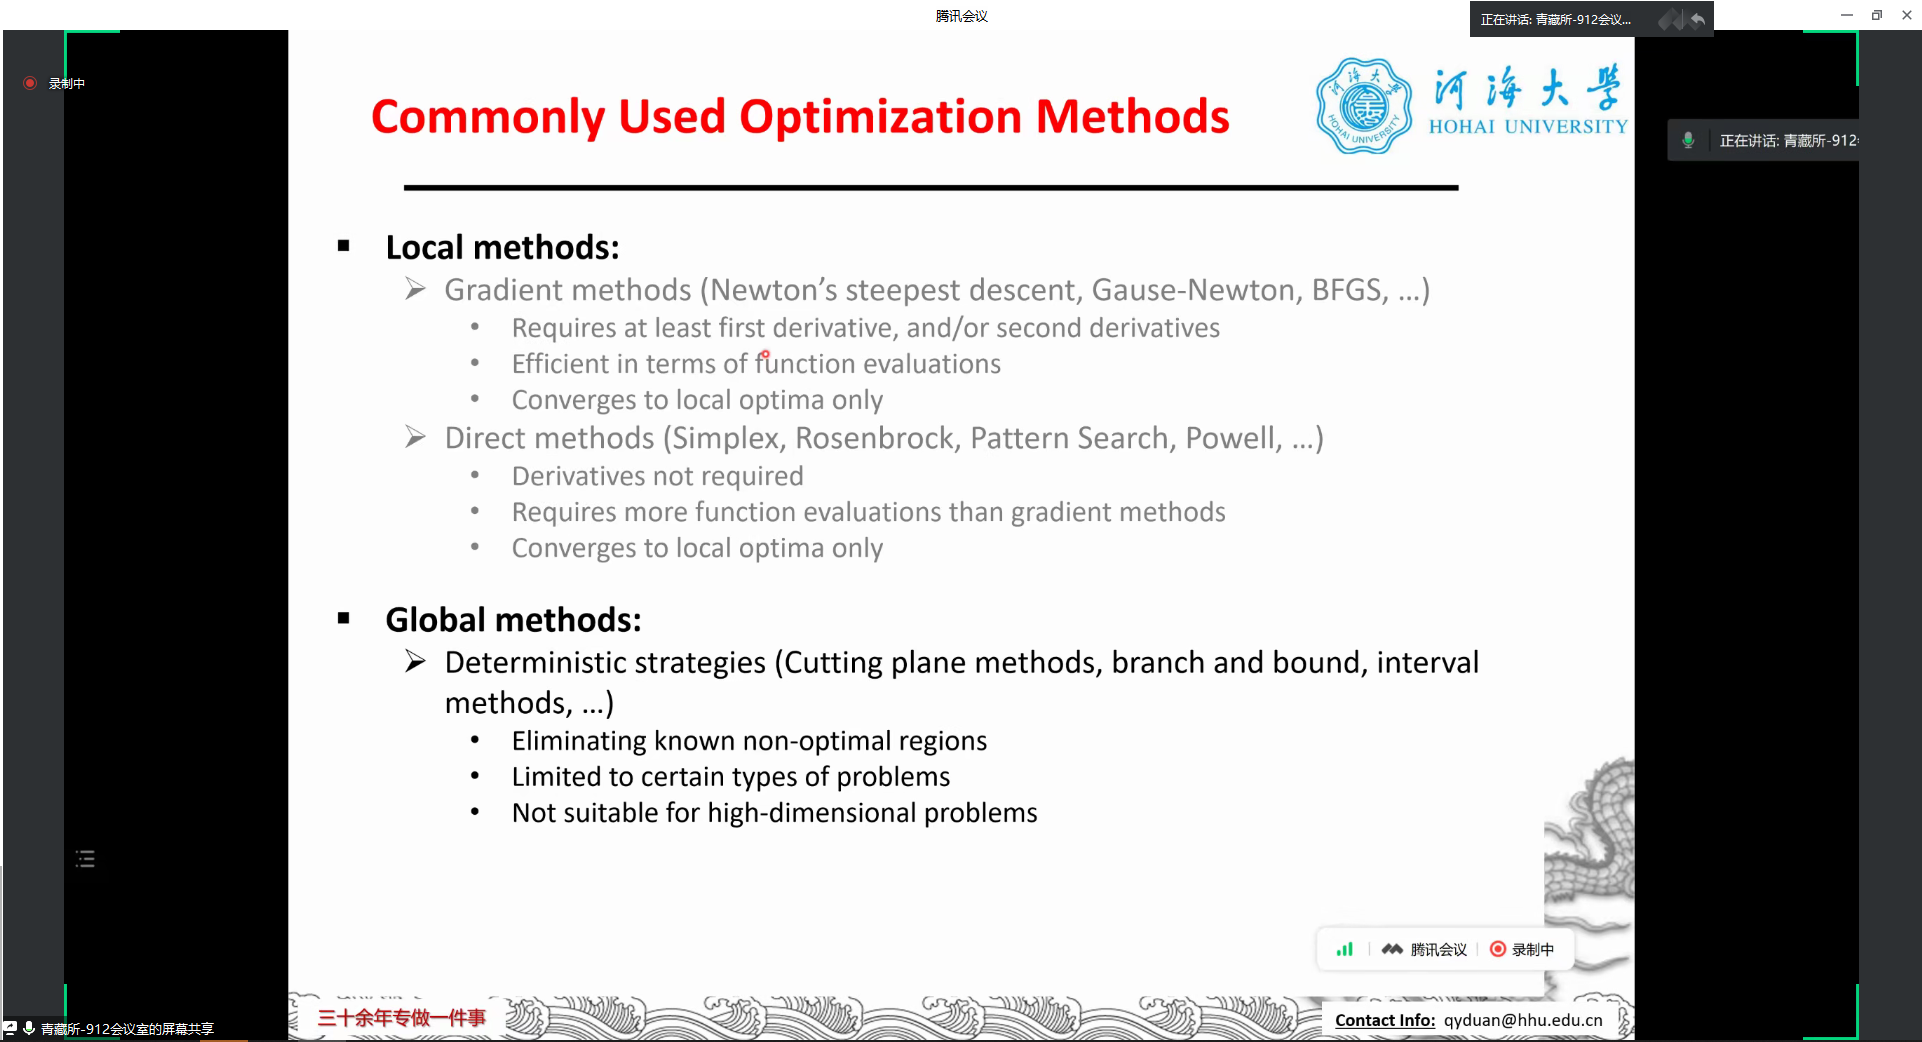 腾讯会议
正在讲话: 青藏所-912会议...
录制中
河海大学
HOHAI UNIVERSITY
河海大学
HOHAI UNIVERSITY
正在讲话: 青藏所-912
Commonly Used Optimization Methods
Local methods:
Gradient methods (Newton’s steepest descent, Gause-Newton, BFGS, …)
Requires at least first derivative, and/or second derivatives
Efficient in terms of function evaluations
Converges to local optima only
Direct methods (Simplex, Rosenbrock, Pattern Search, Powell, …)
Derivatives not required
Requires more function evaluations than gradient methods
Converges to local optima only
Global methods:
Deterministic strategies (Cutting plane methods, branch and bound, interval
methods, …)
Eliminating known non-optimal regions
Limited to certain types of problems
Not suitable for high-dimensional problems
腾讯会议
录制中
三十余年专做一件事
Contact Info: qyduan@hhu.edu.cn
青藏所-912会议室的屏幕共享